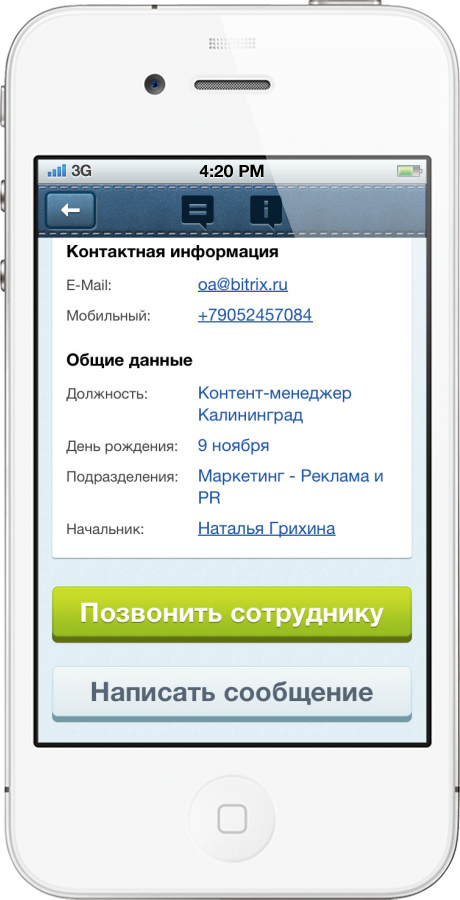 3G 4:20 PM
Контактная информация
E-Mail: oa@bitrix.ru
Мобильный: +79052457084
Общие данные
Должность: Контент-менеджер
Калининград
День рождения: 9 ноября
Подразделения: Маркетинг - Реклама и
PR
Начальник: Наталья Грихина
Позвонить сотруднику
Написать сообщение